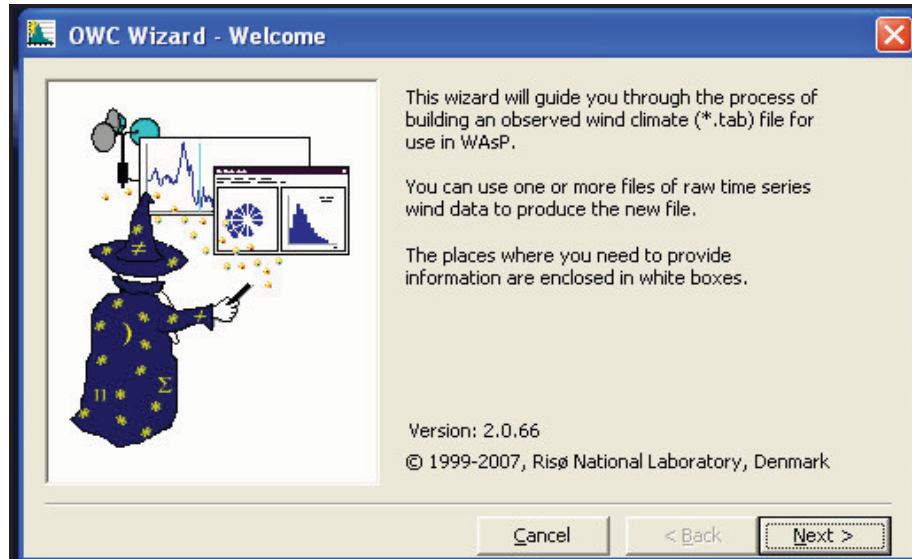 OWC Wizard - Welcome
This wizard will guide you through the process of
building an observed wind climate (*.tab) file for
use in WAsP.
You can use one or more files of raw time series
wind data to produce the new file.
The places where you need to provide
information are enclosed in white boxes.
Version: 2.0.66
© 1999-2007, Risø National Laboratory, Denmark
Cancel
< Back
Next >